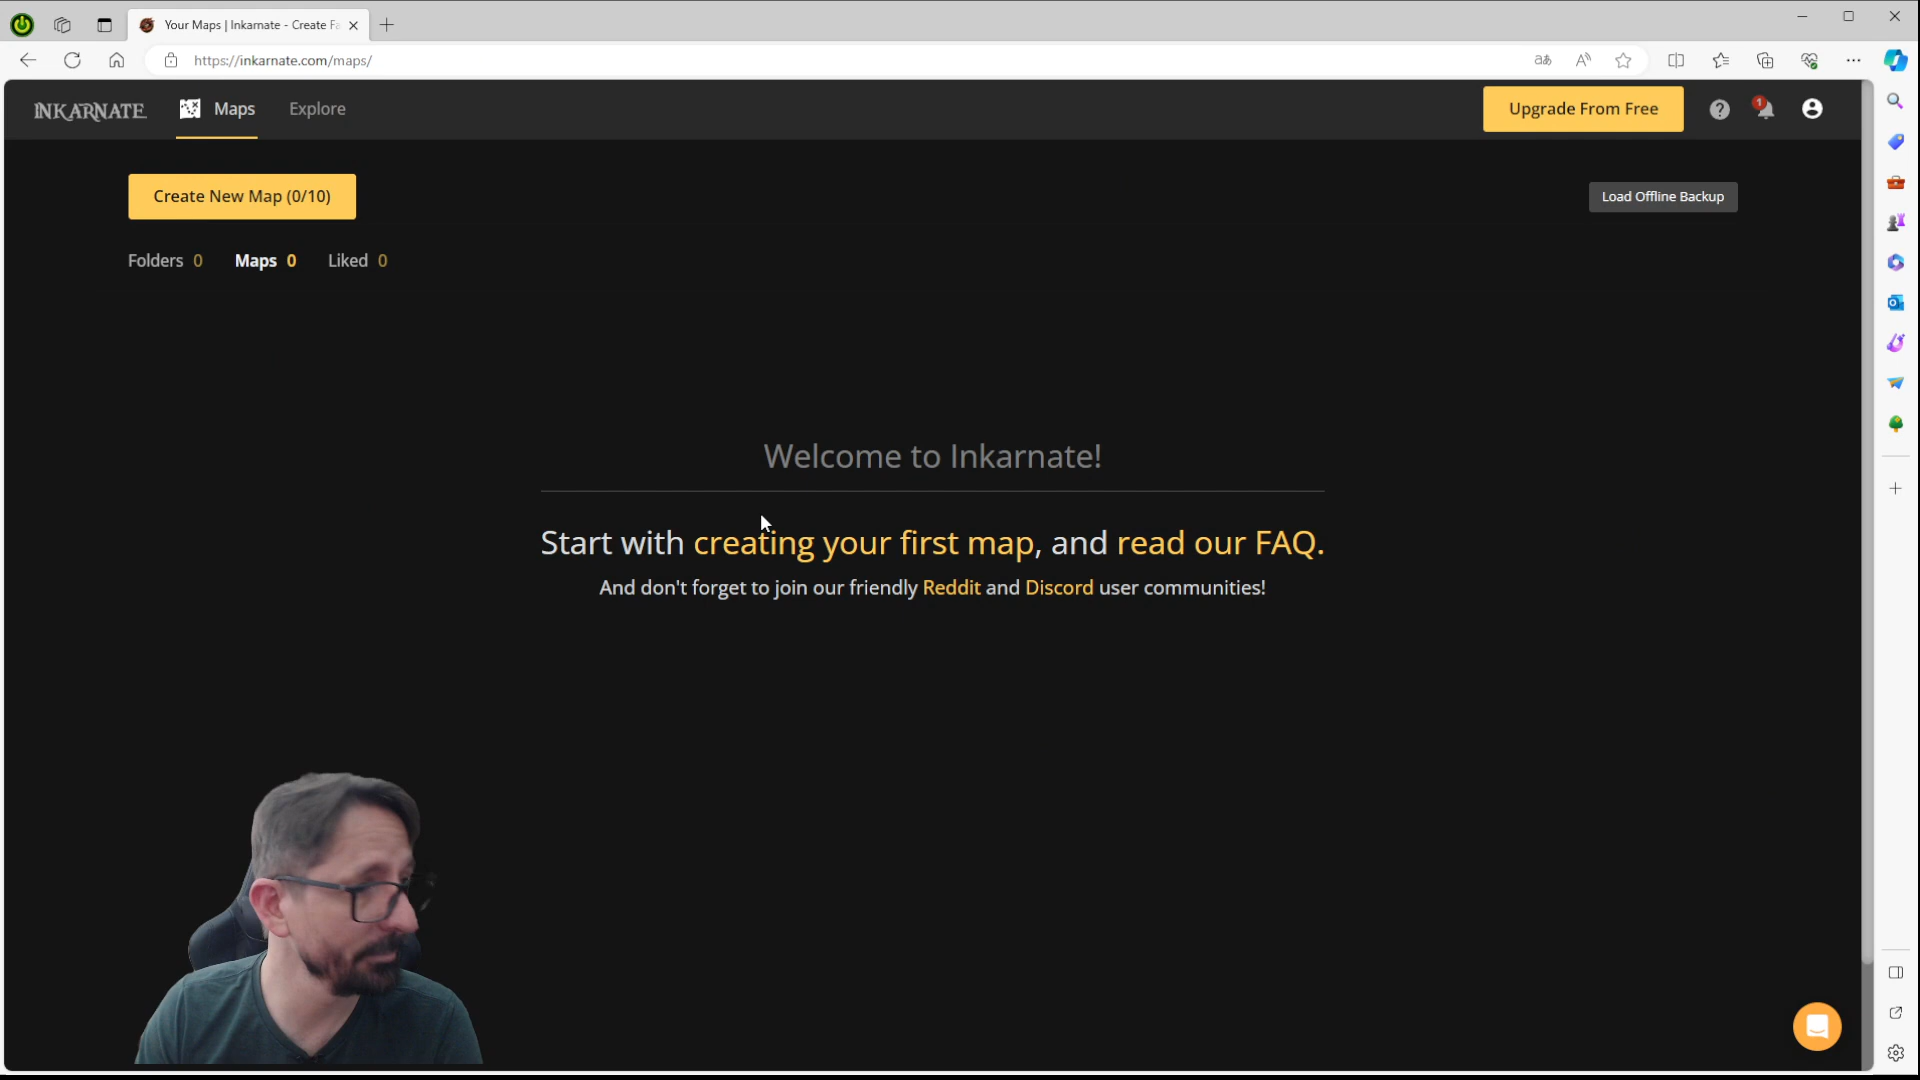 Your Maps | Inkarnate - Create Fa
https://inkarnate.com/maps/
INKARNATE
Maps
Explore
Upgrade From Free
1
Create New Map (0/10)
Load Offline Backup
Folders 0
Maps 0
Liked 0
Welcome to Inkarnate!
Start with creating your first map, and read our FAQ.
And don't forget to join our friendly Reddit and Discord user communities!